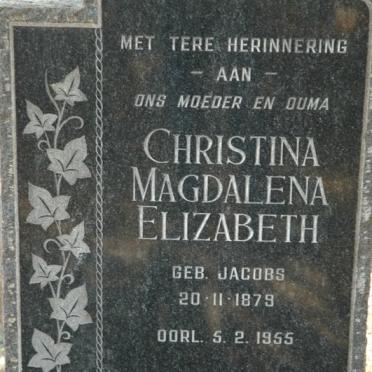 MET TERE HERINNERING
– AAN –
ONS MOEDER EN OUMA
CHRISTINA
MAGDALENA
ELIZABETH
GEB. JACOBS
20·11·1879
OORL. 5. 2. 1955